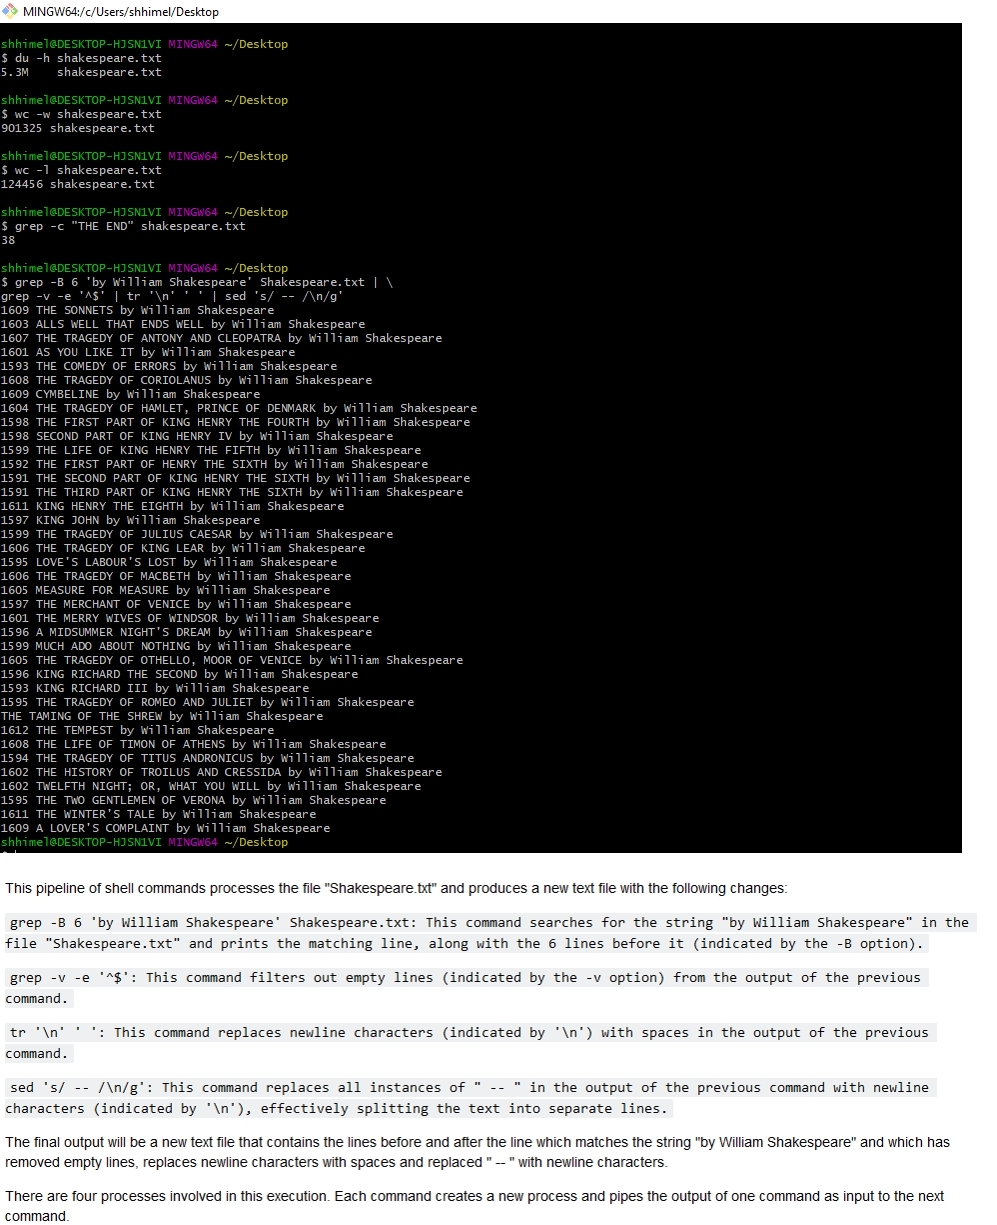 MINGW64:/c/Users/shhimel/Desktop
shhimel@DESKTOP-HJSN1VI MINGW64 ~/Desktop
$ du -h shakespeare.txt
5.3M    shakespeare.txt
shhimel@DESKTOP-HJSN1VI MINGW64 ~/Desktop
$ wc -w shakespeare.txt
901325 shakespeare.txt
shhimel@DESKTOP-HJSN1VI MINGW64 ~/Desktop
$ wc -l shakespeare.txt
124456 shakespeare.txt
shhimel@DESKTOP-HJSN1VI MINGW64 ~/Desktop
$ grep -c "THE END" shakespeare.txt
38
shhimel@DESKTOP-HJSN1VI MINGW64 ~/Desktop
$ grep -B 6 'by William Shakespeare' Shakespeare.txt | \
grep -v -e '^$' | tr '\n' ' ' | sed 's/ -- /\n/g'
1609 THE SONNETS by William Shakespeare
1603 ALLS WELL THAT ENDS WELL by William Shakespeare
1607 THE TRAGEDY OF ANTONY AND CLEOPATRA by William Shakespeare
1601 AS YOU LIKE IT by William Shakespeare
1593 THE COMEDY OF ERRORS by William Shakespeare
1608 THE TRAGEDY OF CORIOLANUS by William Shakespeare
1609 CYMBELINE by William Shakespeare
1604 THE TRAGEDY OF HAMLET, PRINCE OF DENMARK by William Shakespeare
1598 THE FIRST PART OF KING HENRY THE FOURTH by William Shakespeare
1598 SECOND PART OF KING HENRY IV by William Shakespeare
1599 THE LIFE OF KING HENRY THE FIFTH by William Shakespeare
1592 THE FIRST PART OF HENRY THE SIXTH by William Shakespeare
1591 THE SECOND PART OF KING HENRY THE SIXTH by William Shakespeare
1591 THE THIRD PART OF KING HENRY THE SIXTH by William Shakespeare
1611 KING HENRY THE EIGHTH by William Shakespeare
1597 KING JOHN by William Shakespeare
1599 THE TRAGEDY OF JULIUS CAESAR by William Shakespeare
1606 THE TRAGEDY OF KING LEAR by William Shakespeare
1595 LOVE'S LABOUR'S LOST by William Shakespeare
1606 THE TRAGEDY OF MACBETH by William Shakespeare
1605 MEASURE FOR MEASURE by William Shakespeare
1597 THE MERCHANT OF VENICE by William Shakespeare
1601 THE MERRY WIVES OF WINDSOR by William Shakespeare
1596 A MIDSUMMER NIGHT'S DREAM by William Shakespeare
1599 MUCH ADO ABOUT NOTHING by William Shakespeare
1605 THE TRAGEDY OF OTHELLO, MOOR OF VENICE by William Shakespeare
1596 KING RICHARD THE SECOND by William Shakespeare
1593 KING RICHARD III by William Shakespeare
1595 THE TRAGEDY OF ROMEO AND JULIET by William Shakespeare
THE TAMING OF THE SHREW by William Shakespeare
1612 THE TEMPEST by William Shakespeare
1608 THE LIFE OF TIMON OF ATHENS by William Shakespeare
1594 THE TRAGEDY OF TITUS ANDRONICUS by William Shakespeare
1602 THE HISTORY OF TROILUS AND CRESSIDA by William Shakespeare
1602 TWELFTH NIGHT; OR, WHAT YOU WILL by William Shakespeare
1595 THE TWO GENTLEMEN OF VERONA by William Shakespeare
1611 THE WINTER'S TALE by William Shakespeare
1609 A LOVER'S COMPLAINT by William Shakespeare
shhimel@DESKTOP-HJSN1VI MINGW64 ~/Desktop
This pipeline of shell commands processes the file "Shakespeare.txt" and produces a new text file with the following changes:
grep -B 6 'by William Shakespeare' Shakespeare.txt: This command searches for the string "by William Shakespeare" in the
file "Shakespeare.txt" and prints the matching line, along with the 6 lines before it (indicated by the -B option).
grep -v -e '^$': This command filters out empty lines (indicated by the -v option) from the output of the previous
command.
tr '\n' ' ': This command replaces newline characters (indicated by '\n') with spaces in the output of the previous
command.
sed 's/ -- /\n/g': This command replaces all instances of " -- " in the output of the previous command with newline
characters (indicated by '\n'), effectively splitting the text into separate lines.
The final output will be a new text file that contains the lines before and after the line which matches the string "by William Shakespeare" and which has
removed empty lines, replaces newline characters with spaces and replaced " -- " with newline characters.
There are four processes involved in this execution. Each command creates a new process and pipes the output of one command as input to the next
command.